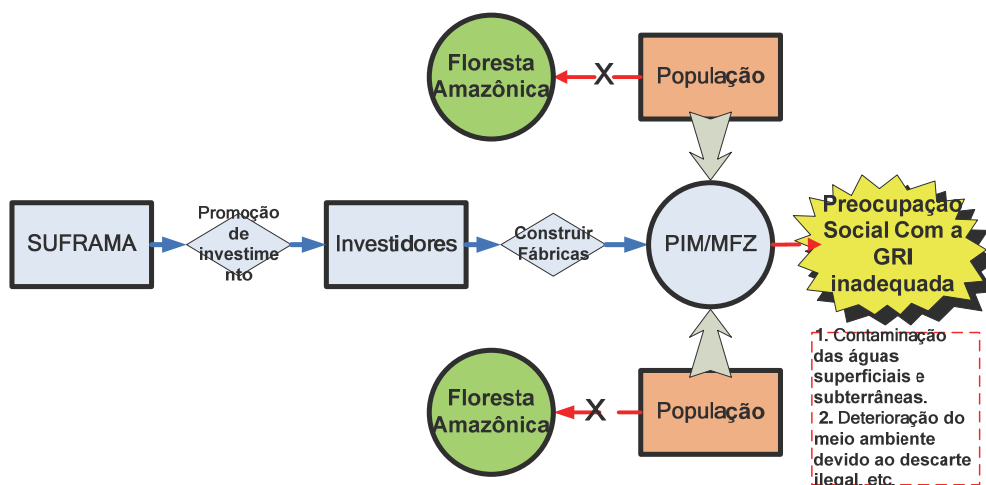 Floresta
Amazônica
X
População
SUFRAMA
Promoção
de
investime
nto
Investidores
Construir
Fábricas
PIM/MFZ
Preocupação
Social Com a
GRI
inadequada
1. Contaminação
das águas
superficiais e
subterrâneas.
2. Deterioração do
meio ambiente
devido ao descarte
ilegal, etc
Floresta
Amazônica
X
População